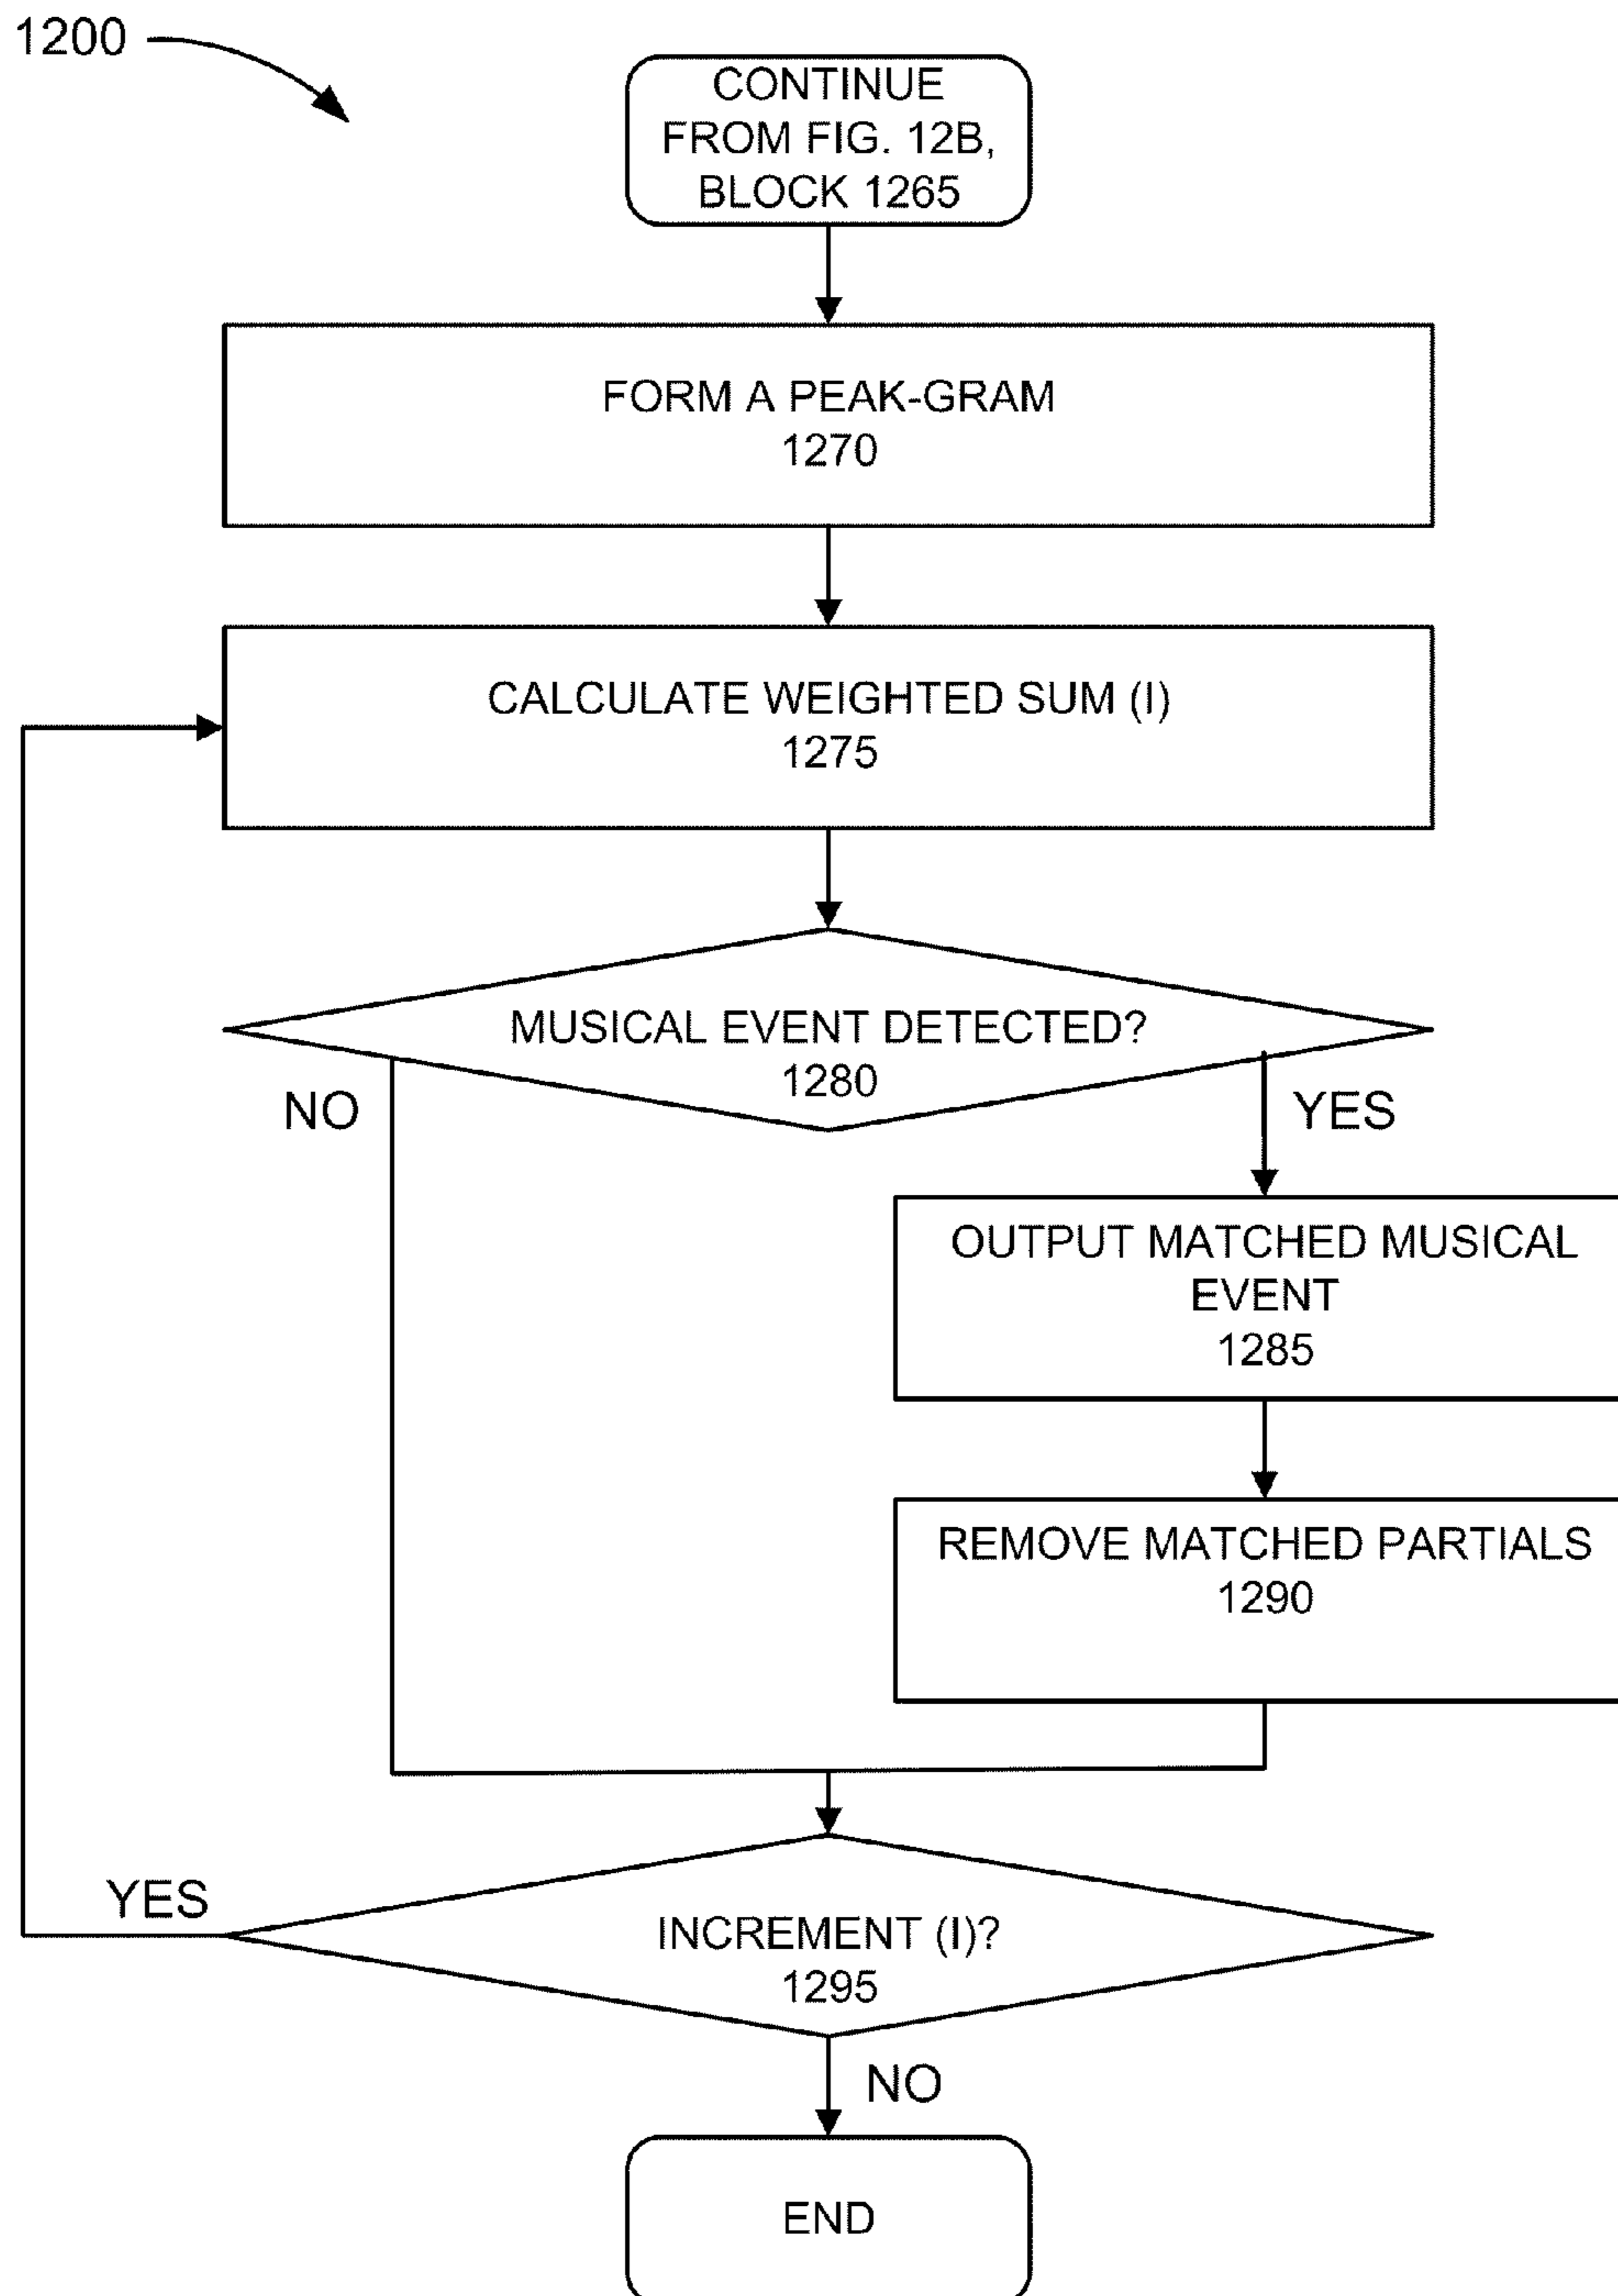 1200
CONTINUE
FROM FIG. 12B,
BLOCK 1265
FORM A PEAK-GRAM
1270
CALCULATE WEIGHTED SUM (I)
1275
MUSICAL EVENT DETECTED?
1280
NO
YES
OUTPUT MATCHED MUSICAL
EVENT
1285
REMOVE MATCHED PARTIALS
1290
YES
INCREMENT (I)?
1295
NO
END